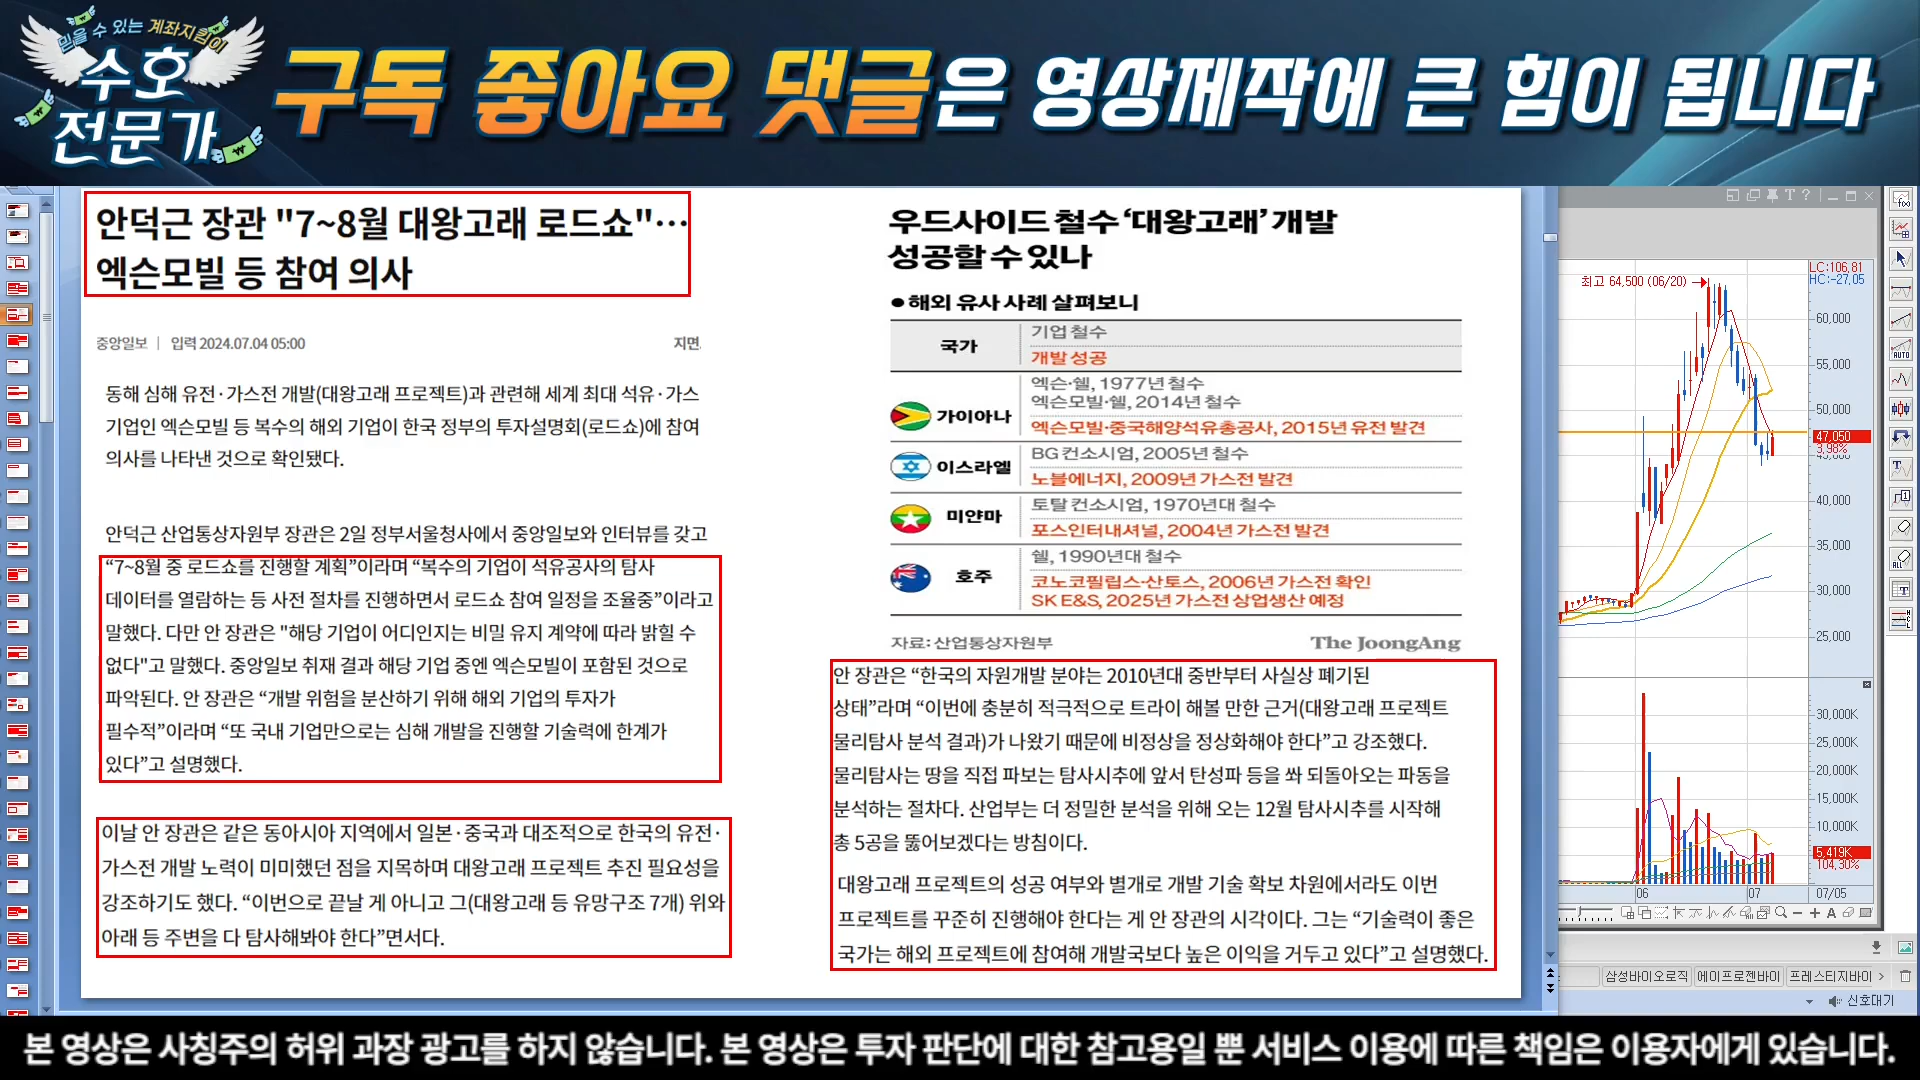 믿을 수 있는 계좌지킴이
수호
전문가
구독 좋아요 댓글은 영상제작에 큰 힘이 됩니다
안덕근 장관 "7~8월 대왕고래 로드쇼"…
엑슨모빌 등 참여 의사
중앙일보 | 입력 2024.07.04 05:00
지면
동해 심해 유전·가스전 개발(대왕고래 프로젝트)과 관련해 세계 최대 석유·가스
기업인 엑슨모빌 등 복수의 해외 기업이 한국 정부의 투자설명회(로드쇼)에 참여
의사를 나타낸 것으로 확인됐다.
안덕근 산업통상자원부 장관은 2일 정부서울청사에서 중앙일보와 인터뷰를 갖고
“7~8월 중 로드쇼를 진행할 계획”이라며 “복수의 기업이 석유공사의 탐사
데이터를 열람하는 등 사전 절차를 진행하면서 로드쇼 참여 일정을 조율중”이라고
말했다. 다만 안 장관은 "해당 기업이 어디인지는 비밀 유지 계약에 따라 밝힐 수
없다"고 말했다. 중앙일보 취재 결과 해당 기업 중엔 엑슨모빌이 포함된 것으로
파악된다. 안 장관은 “개발 위험을 분산하기 위해 해외 기업의 투자가
필수적”이라며 “또 국내 기업만으로는 심해 개발을 진행할 기술력에 한계가
있다”고 설명했다.
이날 안 장관은 같은 동아시아 지역에서 일본·중국과 대조적으로 한국의 유전·
가스전 개발 노력이 미미했던 점을 지목하며 대왕고래 프로젝트 추진 필요성을
강조하기도 했다. “이번으로 끝날 게 아니고 그(대왕고래 등 유망구조 7개) 위와
아래 등 주변을 다 탐사해봐야 한다”면서다.
우드사이드 철수 ‘대왕고래’ 개발
성공할 수 있나
●해외 유사 사례 살펴보니
국가
기업 철수
개발 성공
가이아나
엑슨·쉘, 1977년 철수
엑슨모빌·쉘, 2014년 철수
엑슨모빌·중국해양석유총공사, 2015년 유전 발견
이스라엘
BG 컨소시엄, 2005년 철수
노블에너지, 2009년 가스전 발견
미얀마
토탈 컨소시엄, 1970년대 철수
포스인터내셔널, 2004년 가스전 발견
호주
쉘, 1990년대 철수
코노코필립스·산토스, 2006년 가스전 확인
SK E&S, 2025년 가스전 상업생산 예정
자료: 산업통상자원부
The JoongAng
안 장관은 “한국의 자원개발 분야는 2010년대 중반부터 사실상 폐기된
상태”라며 “이번에 충분히 적극적으로 트라이 해볼 만한 근거(대왕고래 프로젝트
물리탐사 분석 결과)가 나왔기 때문에 비정상을 정상화해야 한다”고 강조했다.
물리탐사는 땅을 직접 파보는 탐사시추에 앞서 탄성파 등을 쏴 되돌아오는 파동을
분석하는 절차다. 산업부는 더 정밀한 분석을 위해 오는 12월 탐사시추를 시작해
총 5공을 뚫어보겠다는 방침이다.
대왕고래 프로젝트의 성공 여부와 별개로 개발 기술 확보 차원에서라도 이번
프로젝트를 꾸준히 진행해야 한다는 게 안 장관의 시각이다. 그는 “기술력이 좋은
국가는 해외 프로젝트에 참여해 개발국보다 높은 이익을 거두고 있다”고 설명했다.
LC:106,81
HC:-27,05
최고 64,500 (06/20)
60,000
55,000
50,000
47,050
3,98%
45,000
40,000
35,000
30,000
25,000
30,000K
25,000K
20,000K
15,000K
10,000K
5,419K
104,30%
06
07
07/05
AUTO
ALL
삼성바이오로직
에이프로젠바이
프레스티지바이
신호대기
본 영상은 사칭주의 허위 과장 광고를 하지 않습니다. 본 영상은 투자 판단에 대한 참고용일 뿐 서비스 이용에 따른 책임은 이용자에게 있습니다.